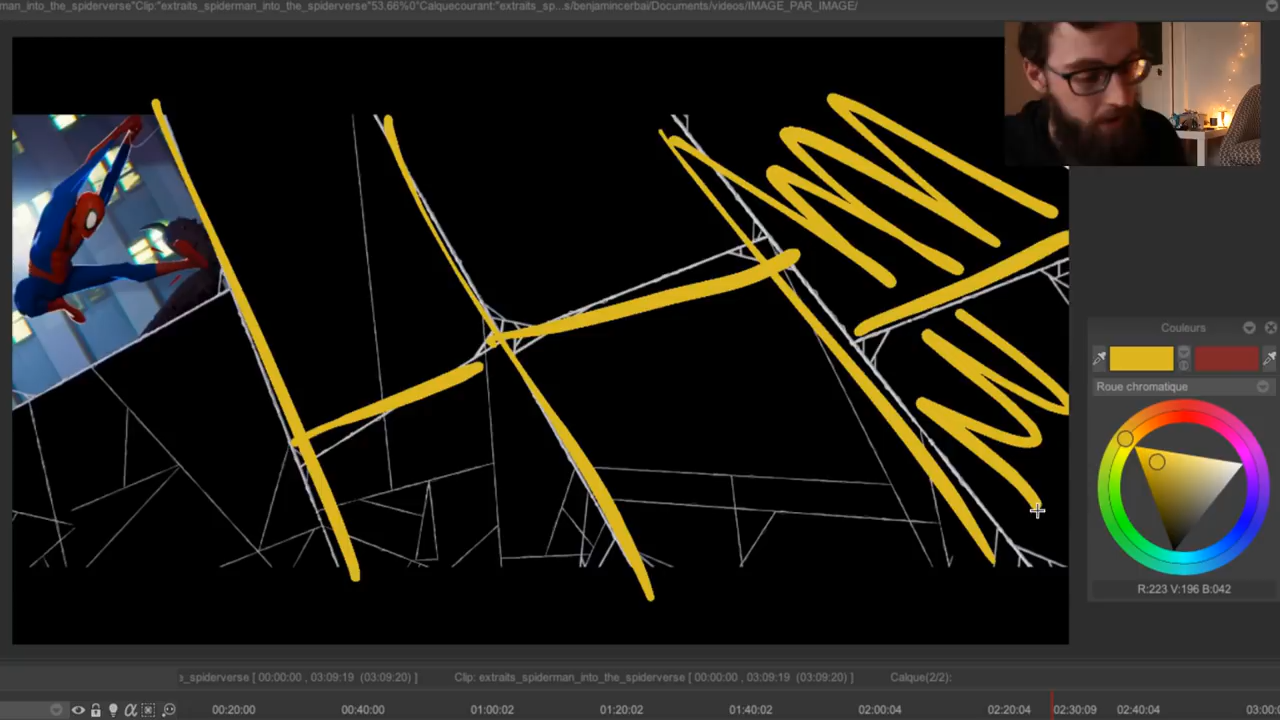 man_into_the_spiderverse"Clip:"extraits_spiderman_into_the_spiderverse"53.66%0"Calquecourant:"extraits_sp...s/benjamincerbai/Documents/videos/IMAGE_PAR_IMAGE/
Couleurs
Roue chromatique
R:223 V:196 B:042
_spiderverse [ 00:00:00 , 03:09:19 (03:09:20) ] Clip: extraits_spiderman_into_the_spiderverse [ 00:00:00 , 03:09:19 (03:09:20) ] Calque(2/2):
00:20:00 00:40:00 01:00:02 01:20:02 01:40:02 02:00:04 02:20:04 02:30:09 02:40:04 03:00:0